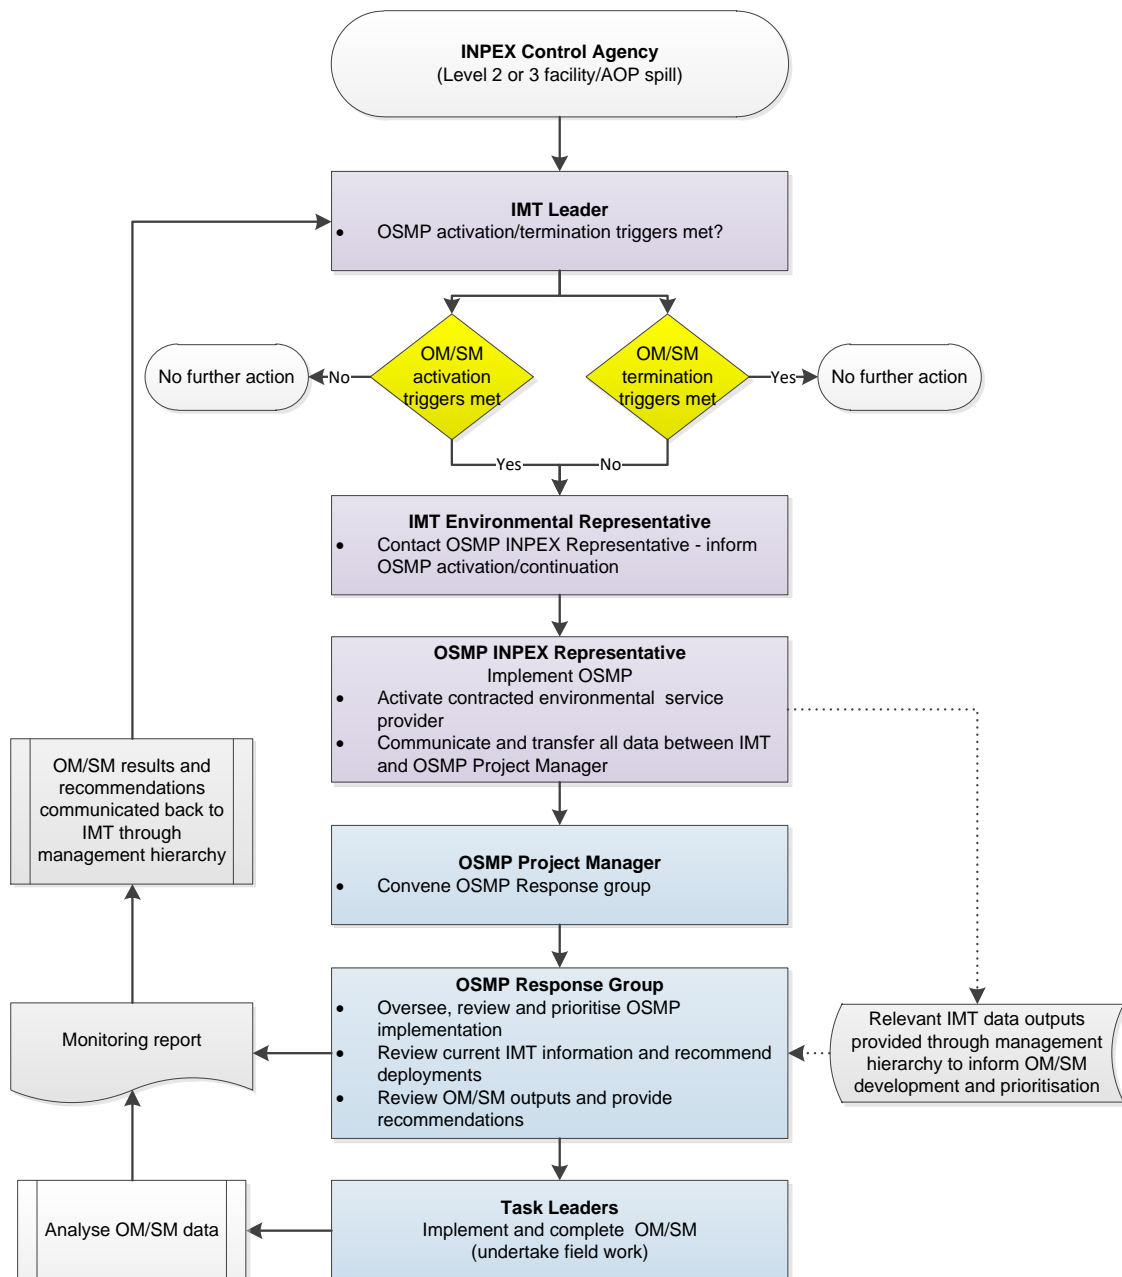 INPEX Control Agency
(Level 2 or 3 facility/AOP spill)
IMT Leader
• OSMP activation/termination triggers met?
OM/SM
activation
triggers met
OM/SM
termination
triggers met
No further action
No
Yes
No further action
Yes
No
IMT Environmental Representative
• Contact OSMP INPEX Representative - inform
OSMP activation/continuation
OSMP INPEX Representative
Implement OSMP
• Activate contracted environmental service
provider
• Communicate and transfer all data between IMT
and OSMP Project Manager
OM/SM results and
recommendations
communicated back to
IMT through
management hierarchy
OSMP Project Manager
• Convene OSMP Response group
OSMP Response Group
• Oversee, review and prioritise OSMP
implementation
• Review current IMT information and recommend
deployments
• Review OM/SM outputs and provide
recommendations
Monitoring report
Relevant IMT data outputs
provided through management
hierarchy to inform OM/SM
development and prioritisation
Task Leaders
Implement and complete OM/SM
(undertake field work)
Analyse OM/SM data